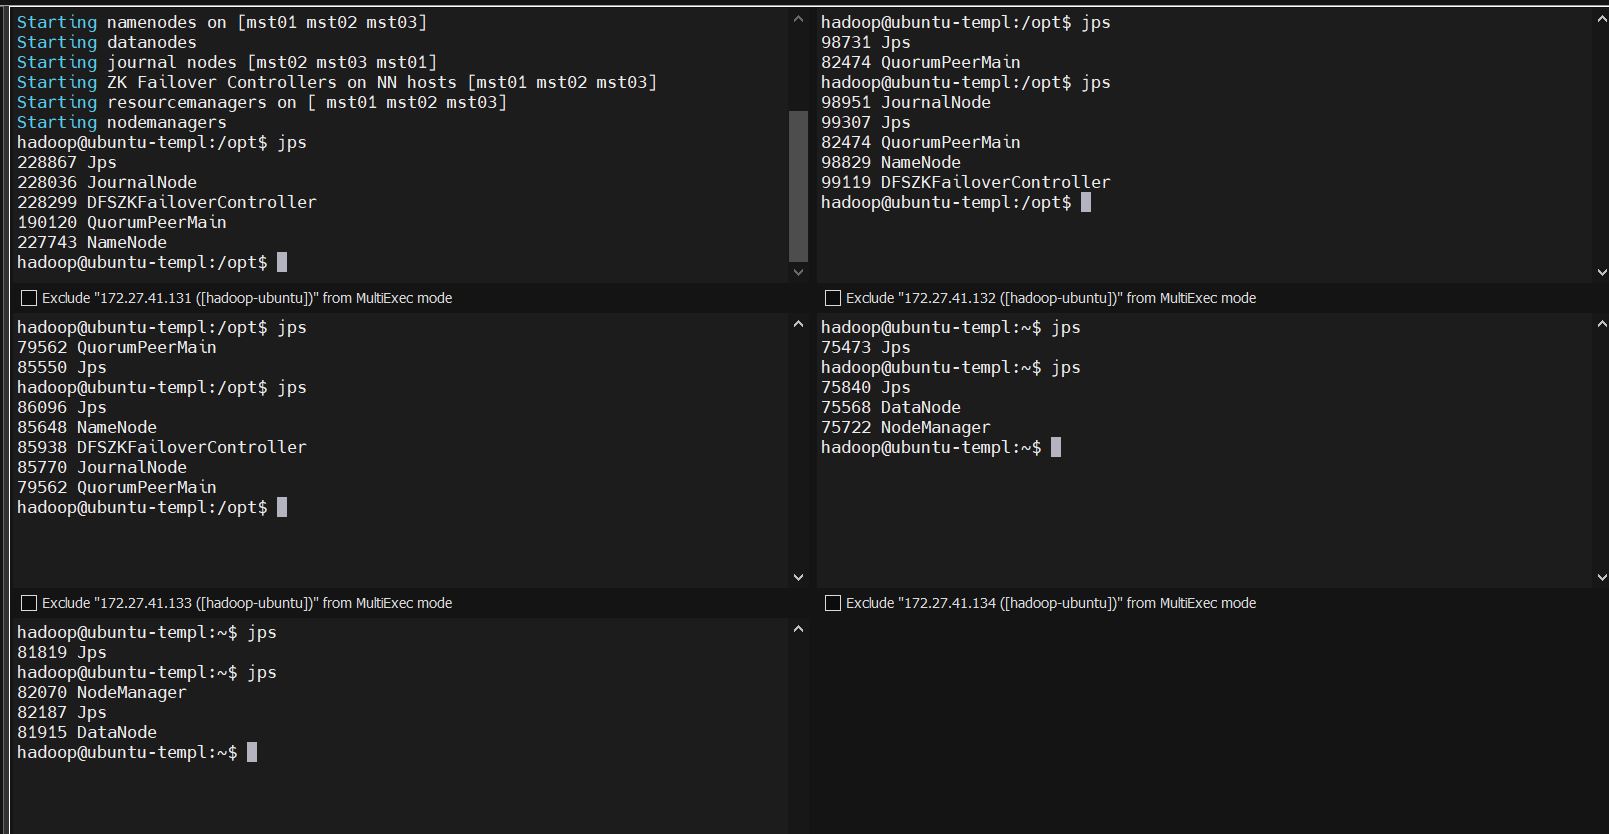 Starting namenodes on [mst01 mst02 mst03]
Starting datanodes
Starting journal nodes [mst02 mst03 mst01]
Starting ZK Failover Controllers on NN hosts [mst01 mst02 mst03]
Starting resourcemanagers on [ mst01 mst02 mst03]
Starting nodemanagers
hadoop@ubuntu-templ:/opt$ jps
228867 Jps
228036 JournalNode
228299 DFSZKFailoverController
190120 QuorumPeerMain
227743 NameNode
hadoop@ubuntu-templ:/opt$
Exclude "172.27.41.131 ([hadoop-ubuntu])" from MultiExec mode
hadoop@ubuntu-templ:/opt$ jps
98731 Jps
82474 QuorumPeerMain
hadoop@ubuntu-templ:/opt$ jps
98951 JournalNode
99307 Jps
82474 QuorumPeerMain
98829 NameNode
99119 DFSZKFailoverController
hadoop@ubuntu-templ:/opt$
Exclude "172.27.41.132 ([hadoop-ubuntu])" from MultiExec mode
hadoop@ubuntu-templ:/opt$ jps
79562 QuorumPeerMain
85550 Jps
hadoop@ubuntu-templ:/opt$ jps
86096 Jps
85648 NameNode
85938 DFSZKFailoverController
85770 JournalNode
79562 QuorumPeerMain
hadoop@ubuntu-templ:/opt$
Exclude "172.27.41.133 ([hadoop-ubuntu])" from MultiExec mode
hadoop@ubuntu-templ:~$ jps
75473 Jps
hadoop@ubuntu-templ:~$ jps
75840 Jps
75568 DataNode
75722 NodeManager
hadoop@ubuntu-templ:~$
Exclude "172.27.41.134 ([hadoop-ubuntu])" from MultiExec mode
hadoop@ubuntu-templ:~$ jps
81819 Jps
hadoop@ubuntu-templ:~$ jps
82070 NodeManager
82187 Jps
81915 DataNode
hadoop@ubuntu-templ:~$